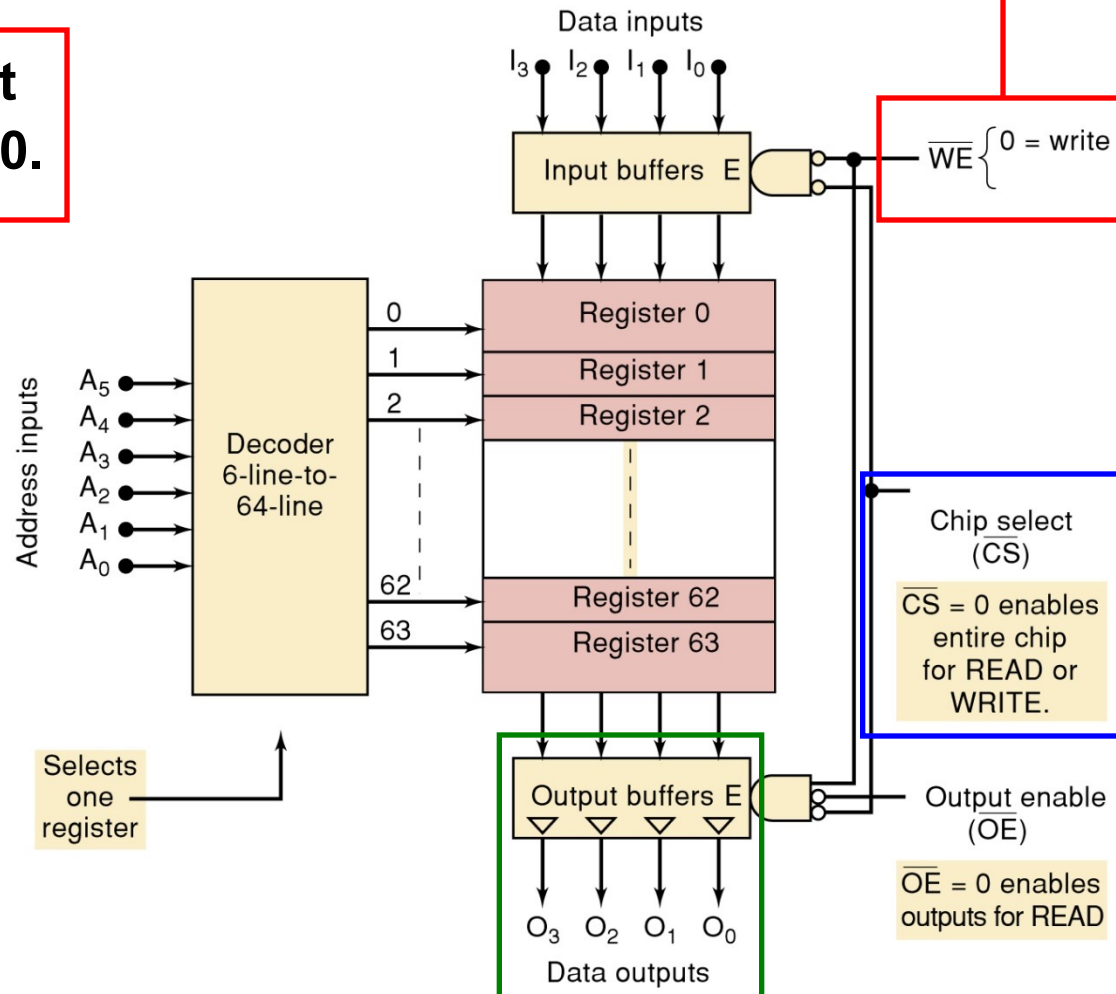 t
0.
Data inputs
I3 I2 I1 I0
Input buffers E
WE { 0 = write
Register 0
Register 1
Register 2
Register 62
Register 63
0
1
2
62
63
Address inputs
A5
A4
A3
A2
A1
A0
Decoder
6-line-to-
64-line
Selects
one
register
Chip select
(CS)
CS = 0 enables
entire chip
for READ or
WRITE.
Output buffers E
Output enable
(OE)
OE = 0 enables
outputs for READ
O3 O2 O1 O0
Data outputs